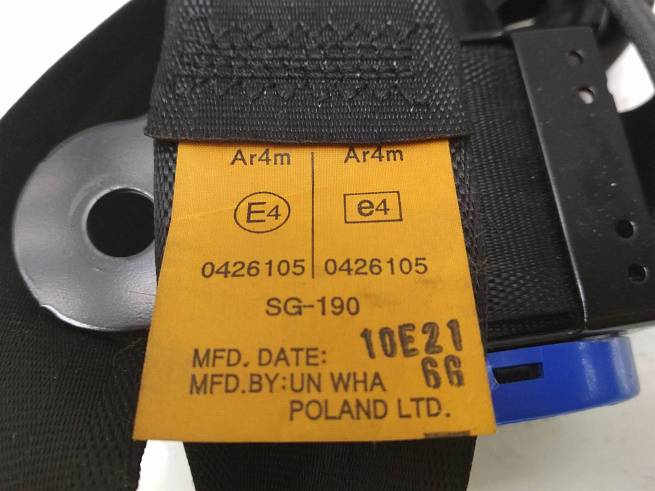 Ar4m Ar4m
E4 e4
0426105 0426105
SG-190
MFD. DATE: 10E21
MFD.BY:UN WHA 6G
POLAND LTD.